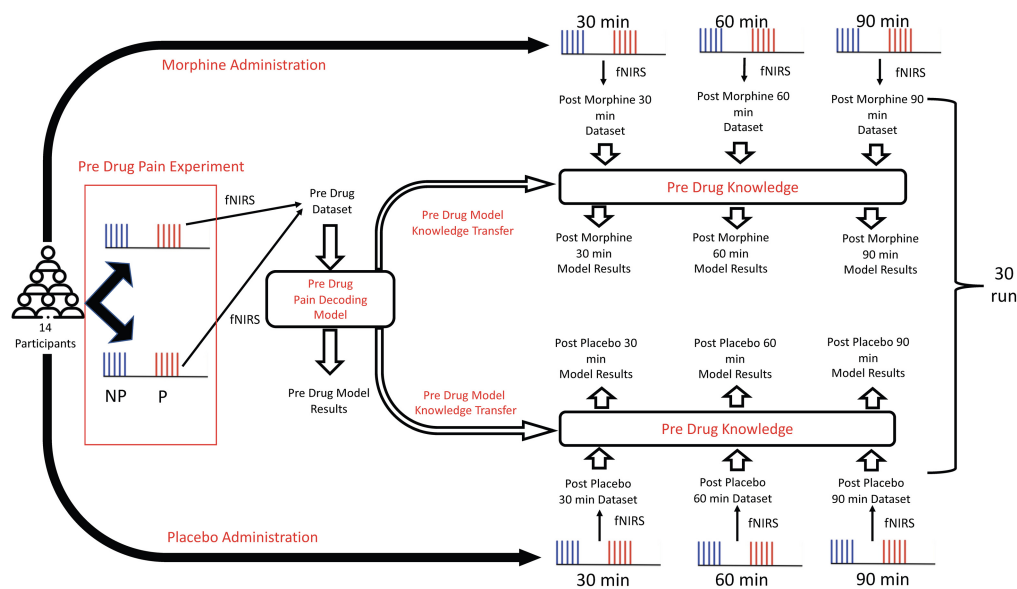 30 min
60 min
90 min
Morphine Administration
fNIRS
fNIRS
fNIRS
Post Morphine 30
min
Dataset
Post Morphine 60
min
Dataset
Post Morphine 90
min
Dataset
Pre Drug Pain Experiment
Pre Drug Knowledge
fNIRS
Pre Drug
Dataset
Pre Drug Model
Knowledge Transfer
Post Morphine
30 min
Model Results
Post Morphine
60 min
Model Results
Post Morphine
90 min
Model Results
30
run
Pre Drug
Pain Decoding
Model
fNIRS
14
Participants
NP
P
Pre Drug Model
Results
Post Placebo 30
min
Model Results
Post Placebo 60
min
Model Results
Post Placebo 90
min
Model Results
Pre Drug Model
Knowledge Transfer
Pre Drug Knowledge
Post Placebo
30 min Dataset
Post Placebo
60 min Dataset
Post Placebo
90 min Dataset
fNIRS
fNIRS
fNIRS
Placebo Administration
30 min
60 min
90 min